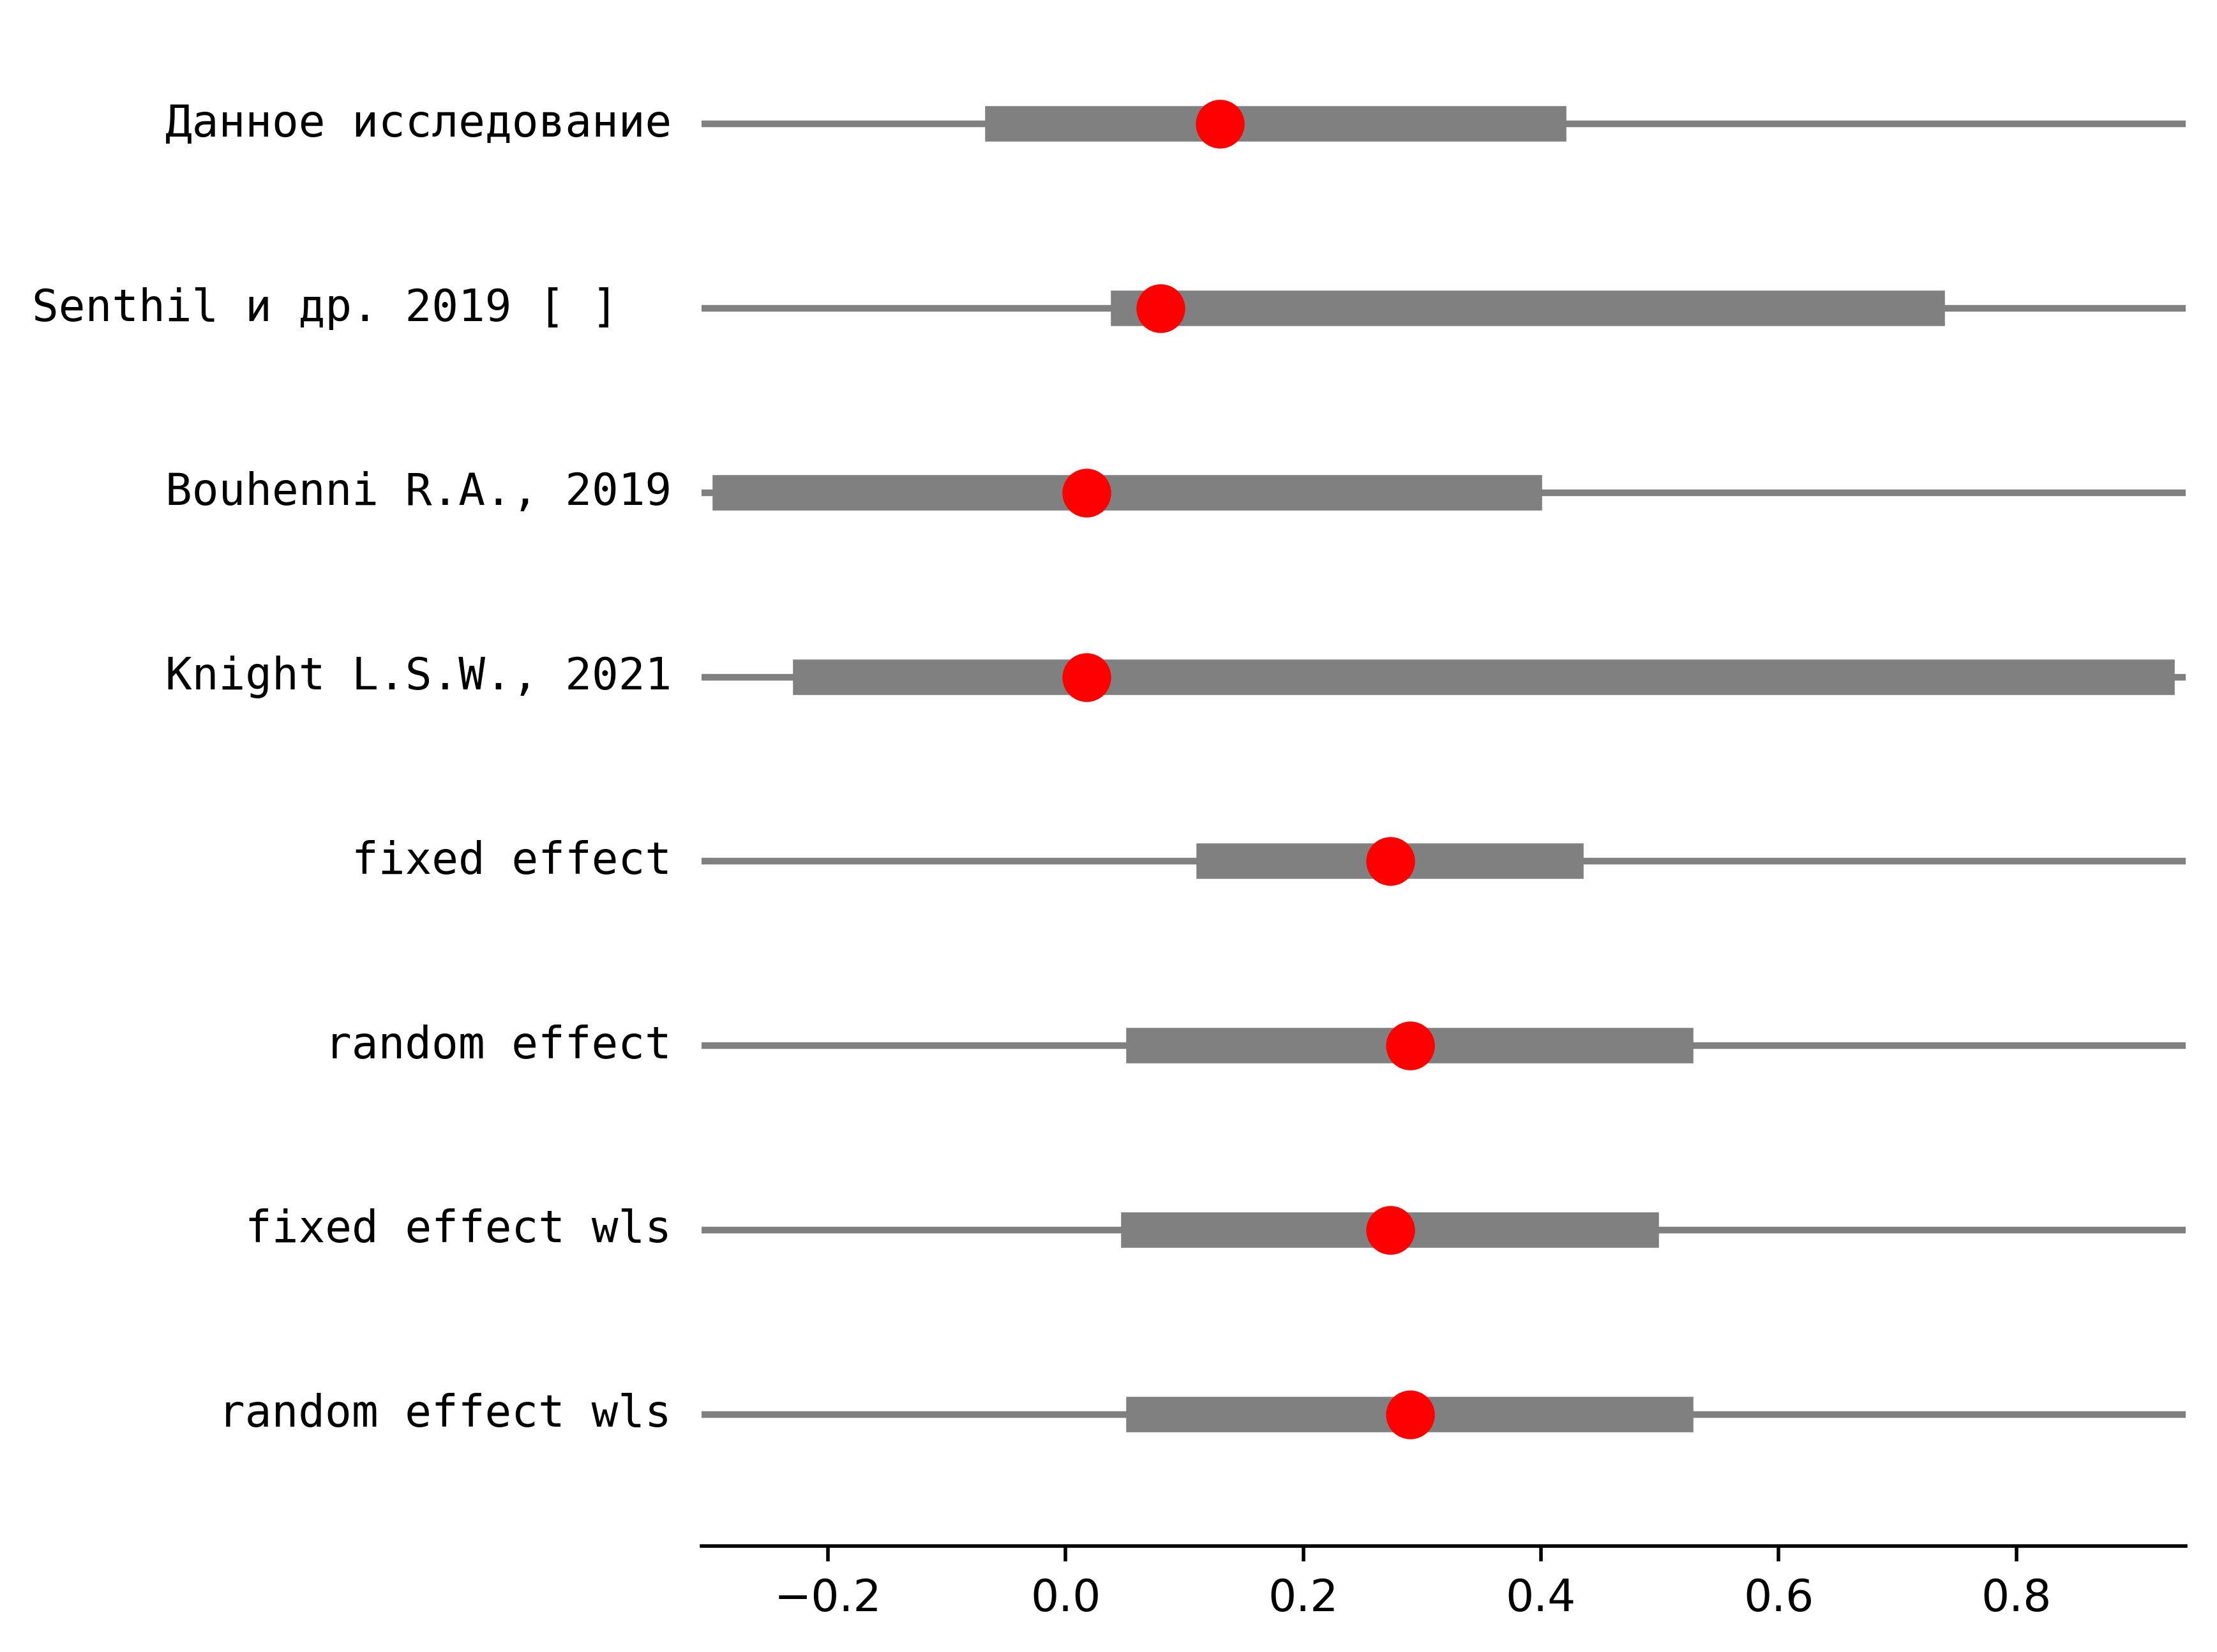 Данное исследование
Senthil и др. 2019 [ ]
Bouhenni R.A., 2019
Knight L.S.W., 2021
fixed effect
random effect
fixed effect wls
random effect wls
−0.2 0.0 0.2 0.4 0.6 0.8